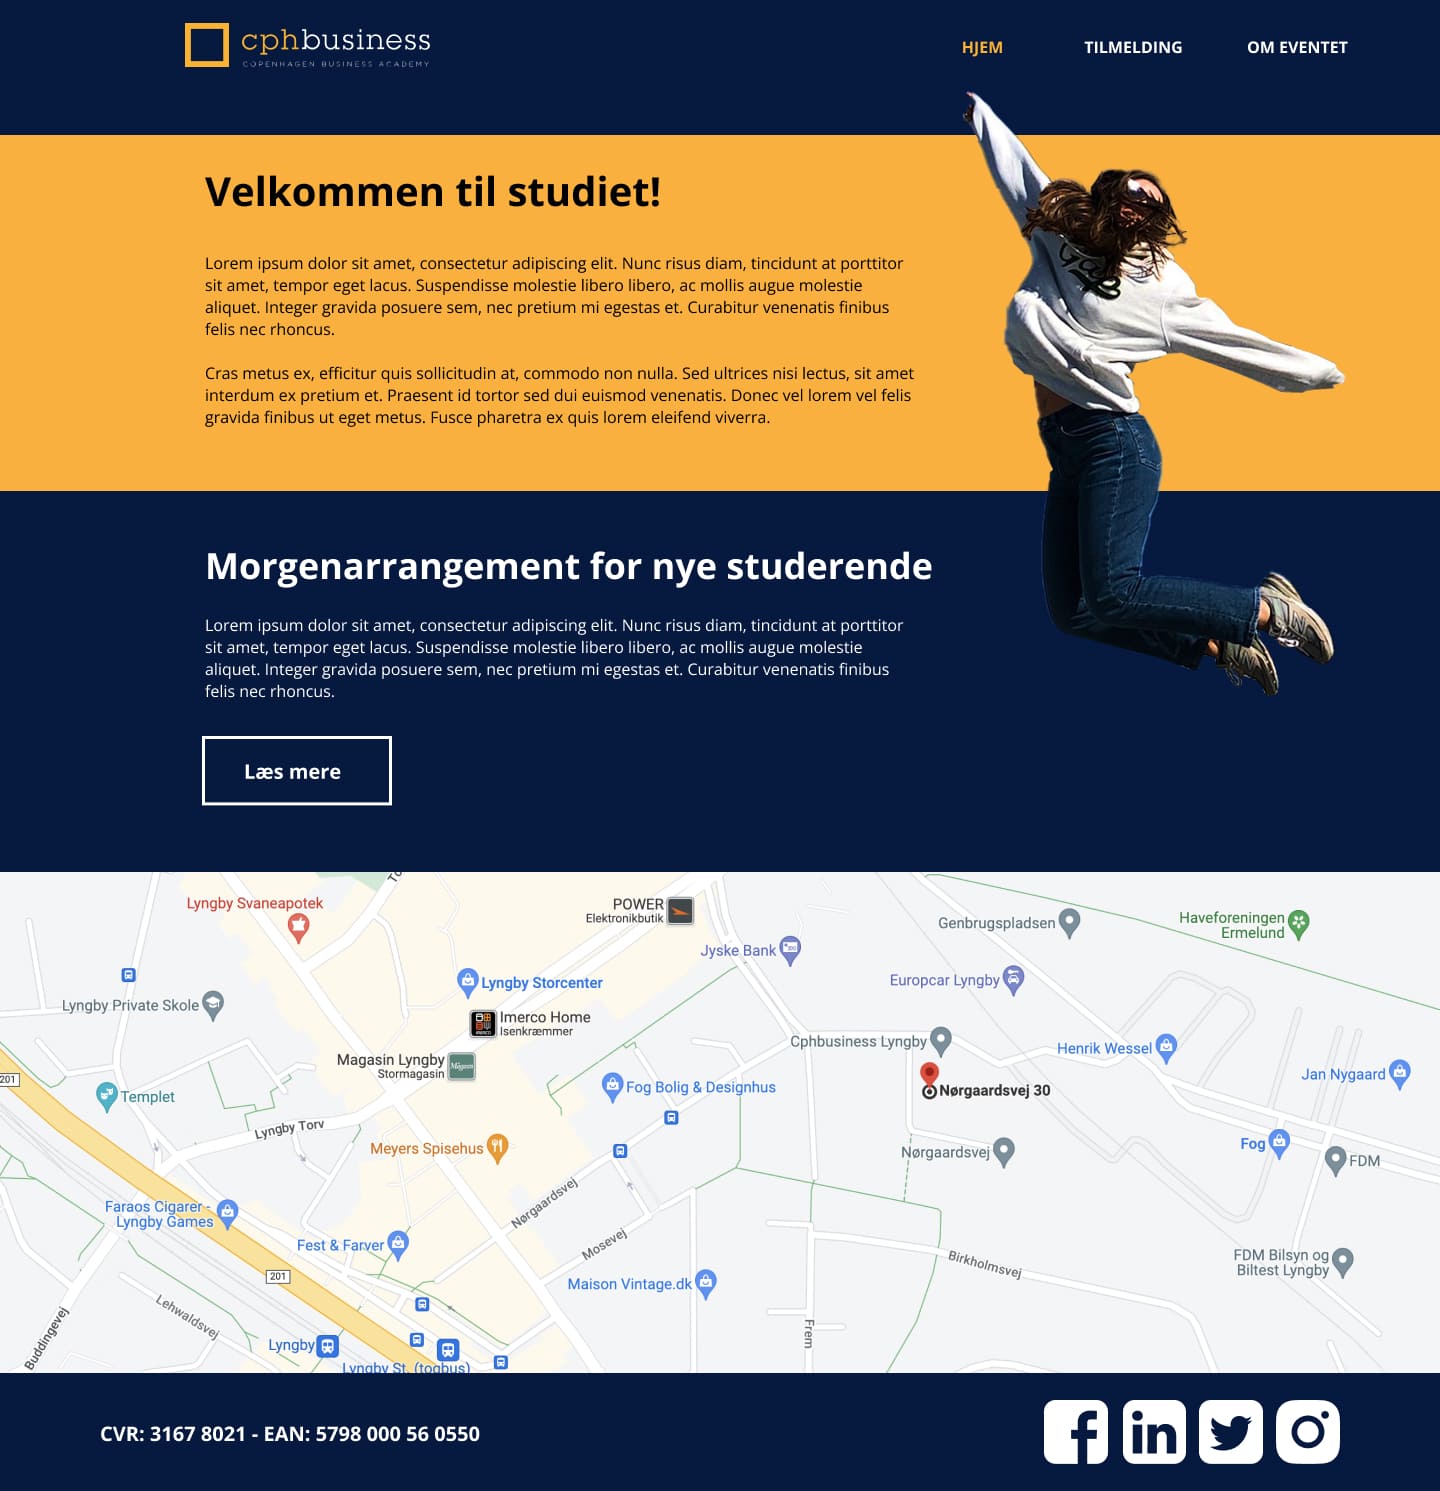 cphbusiness
COPENHAGEN BUSINESS ACADEMY
HJEM
TILMELDING
OM EVENTET
Velkommen til studiet!
Lorem ipsum dolor sit amet, consectetur adipiscing elit. Nunc risus diam, tincidunt at porttitor
sit amet, tempor eget lacus. Suspendisse molestie libero libero, ac mollis augue molestie
aliquet. Integer gravida posuere sem, nec pretium mi egestas et. Curabitur venenatis finibus
felis nec rhoncus.
Cras metus ex, efficitur quis sollicitudin at, commodo non nulla. Sed ultrices nisi lectus, sit amet
interdum ex pretium et. Praesent id tortor sed dui euismod venenatis. Donec vel lorem vel felis
gravida finibus ut eget metus. Fusce pharetra ex quis lorem eleifend viverra.
Morgenarrangement for nye studerende
Lorem ipsum dolor sit amet, consectetur adipiscing elit. Nunc risus diam, tincidunt at porttitor
sit amet, tempor eget lacus. Suspendisse molestie libero libero, ac mollis augue molestie
aliquet. Integer gravida posuere sem, nec pretium mi egestas et. Curabitur venenatis finibus
felis nec rhoncus.
Læs mere
Lyngby Svaneapotek
POWER
Elektronikbutik
Jyske Bank
Genbrugspladsen
Haveforeningen
Ermelund
Europcar Lyngby
Lyngby Storcenter
Lyngby Private Skole
Imerco Home
Isenkræmmer
Magasin Lyngby
Stormagasin
Cphbusiness Lyngby
Henrik Wessel
Jan Nygaard
201
Templet
Fog Bolig & Designhus
Nørgaardsvej 30
Lyngby Torv
Meyers Spisehus
Nørgaardsvej
Fog
FDM
Faraos Cigarer -
Lyngby Games
Nørgaardsvej
Fest & Farver
Mosevej
Birkholmsvej
FDM Bilsyn og
Biltest Lyngby
201
Maison Vintage.dk
Lehwaldsvej
Buddingevej
Frem
Lyngby
Lyngby St. (togbus)
CVR: 3167 8021 - EAN: 5798 000 56 0550